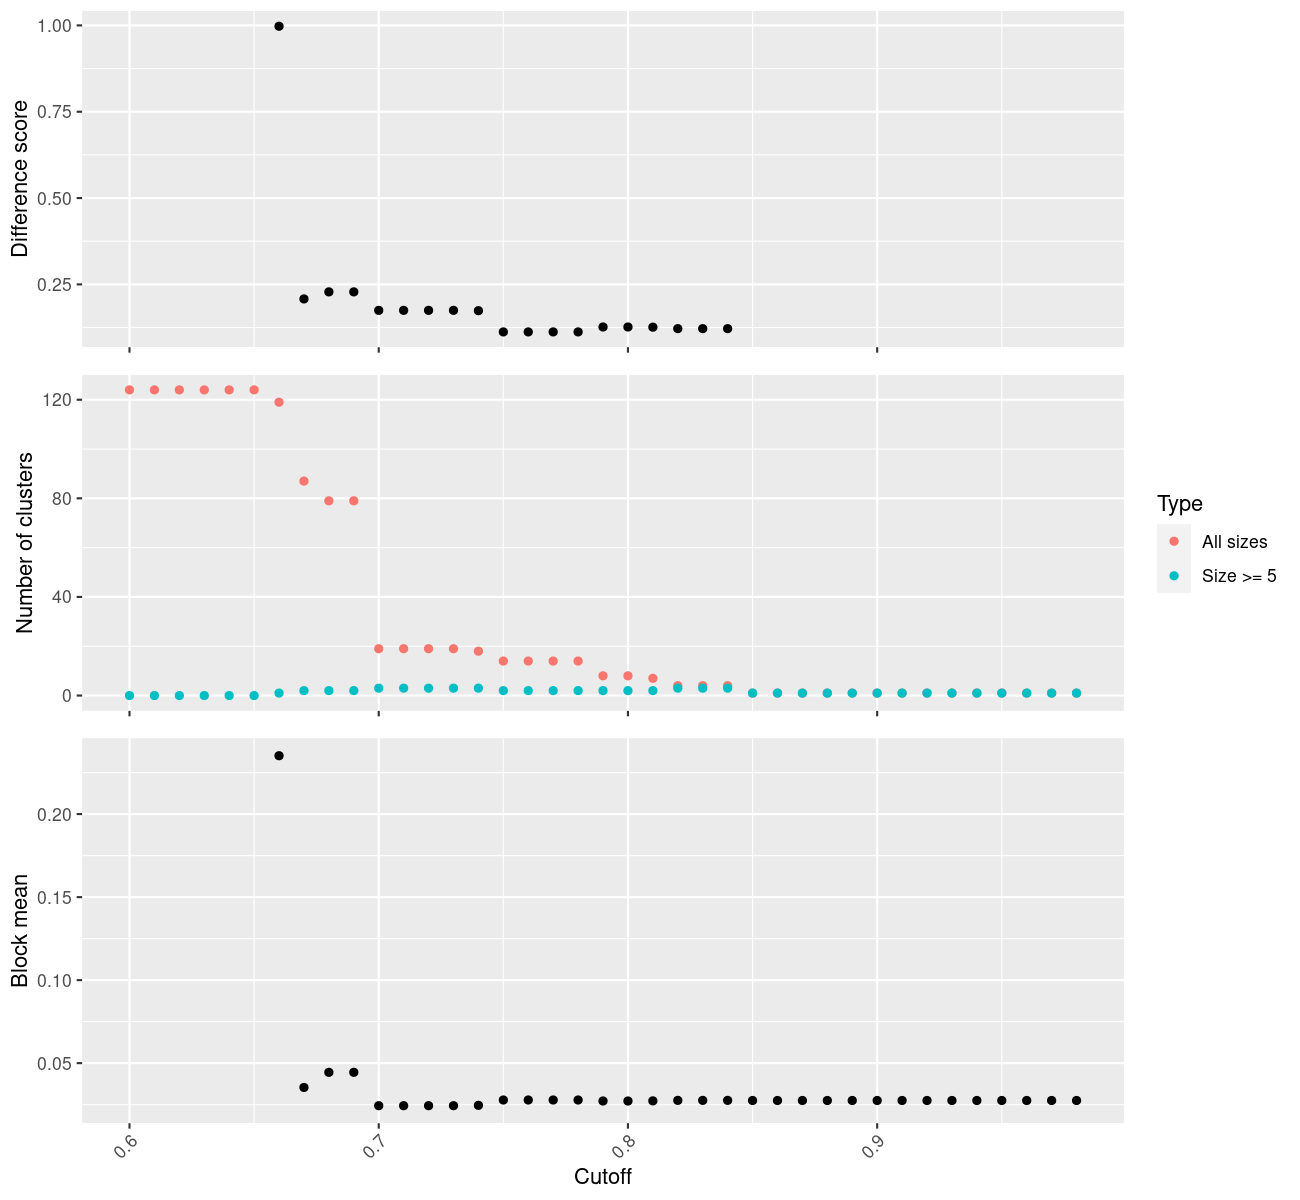 1.00
0.75
0.50
0.25
Difference score
120
80
40
0
Number of clusters
Type
All sizes
Size >= 5
0.20
0.15
0.10
0.05
Block mean
0.6
0.7
0.8
0.9
Cutoff